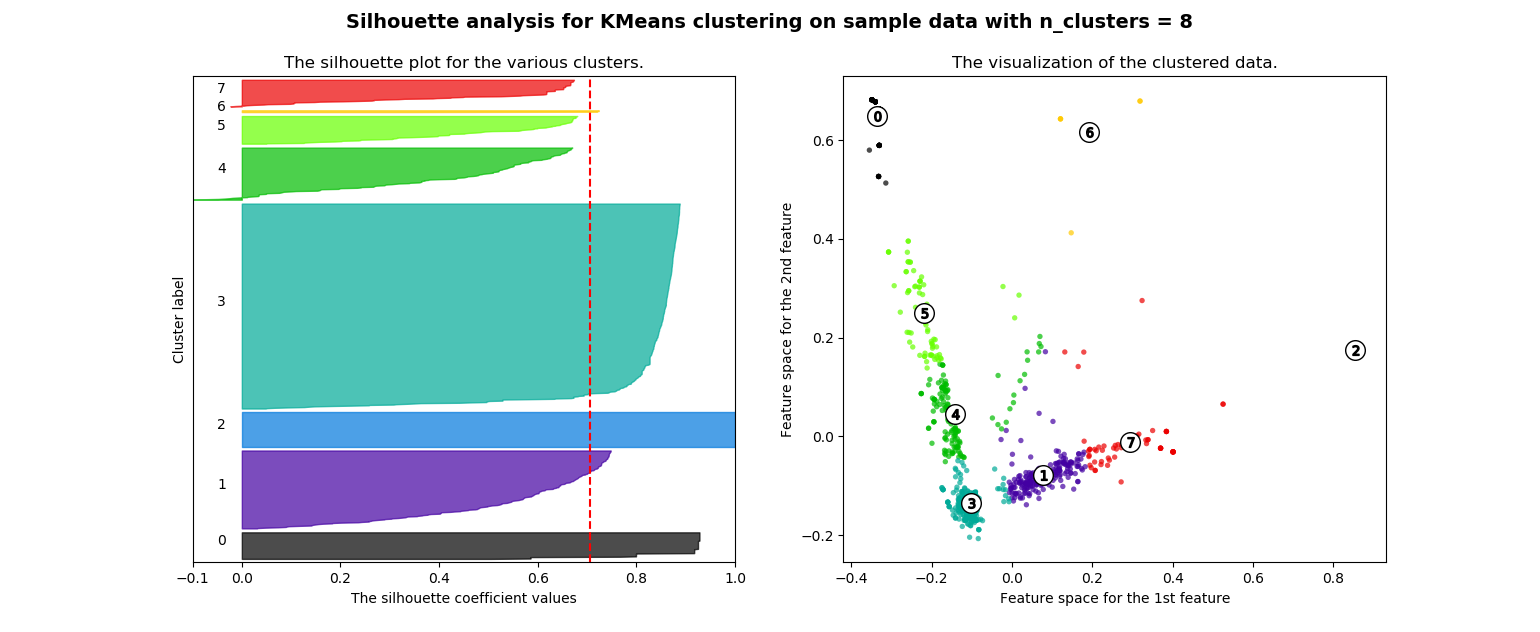 Silhouette analysis for KMeans clustering on sample data with n_clusters = 8
The silhouette plot for the various clusters.
7
6
5
4
3
2
1
0
Cluster label
−0.1 0.0 0.2 0.4 0.6 0.8 1.0
The silhouette coefficient values
The visualization of the clustered data.
0.6
0.4
0.2
0.0
−0.2
Feature space for the 2nd feature
0
6
5
2
4
7
1
3
−0.4 −0.2 0.0 0.2 0.4 0.6 0.8
Feature space for the 1st feature